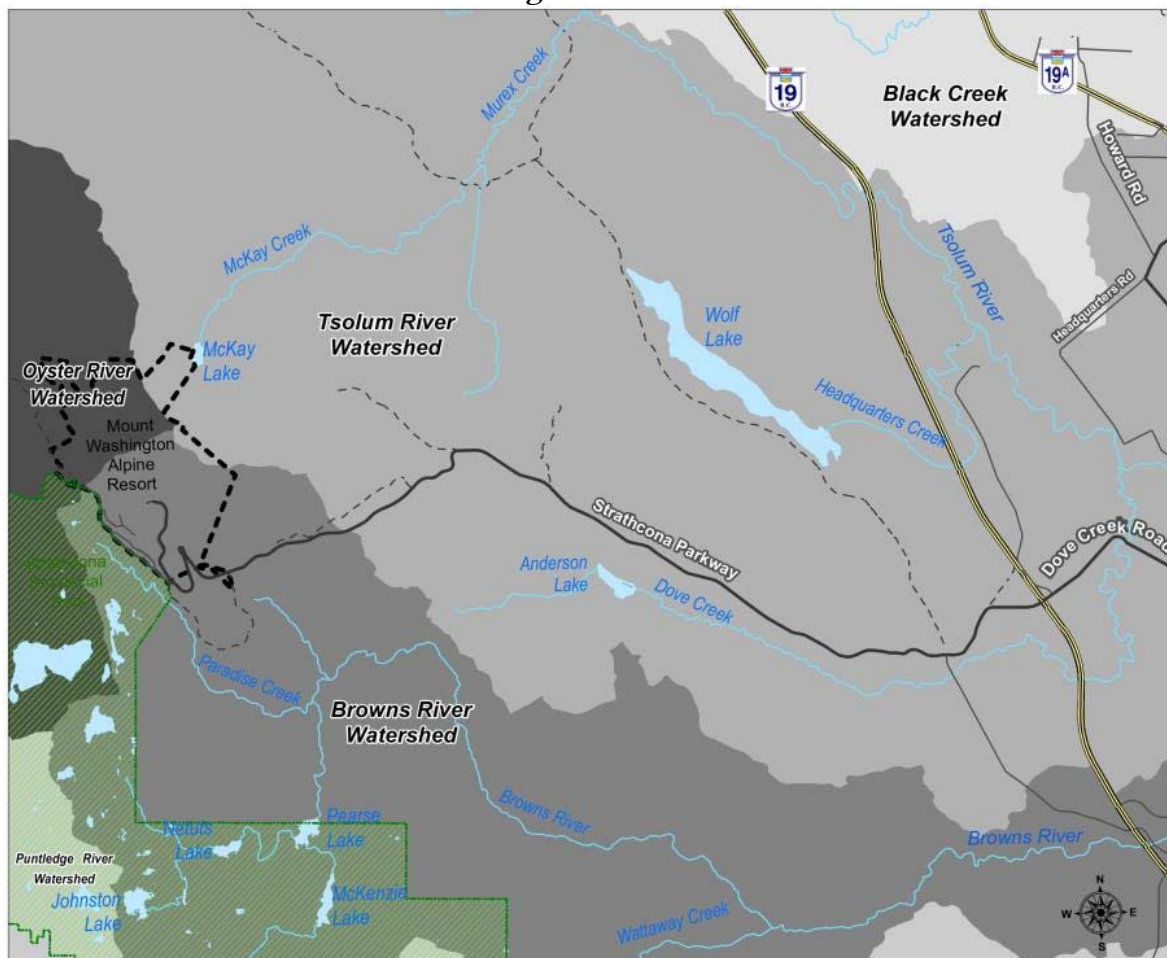 Murex Creek
19
B.C.
19A
B.C.
Black Creek
Watershed
Howard Rd
McKay Creek
Tsolum River
Headquarters Rd
Wolf
Lake
Tsolum River
Watershed
McKay
Lake
Oyster River
Watershed
Headquarters Creek
Mount
Washington
Alpine
Resort
Strathcona Parkway
Dove Creek Road
Anderson
Lake
Dove Creek
Paradise Creek
Browns River
Watershed
Browns River
Browns River
Pearse
Lake
Lake
Puntledge River
Watershed
Johnston
Lake
McKenzie
Lake
Wattaway Creek
N
W
E
S